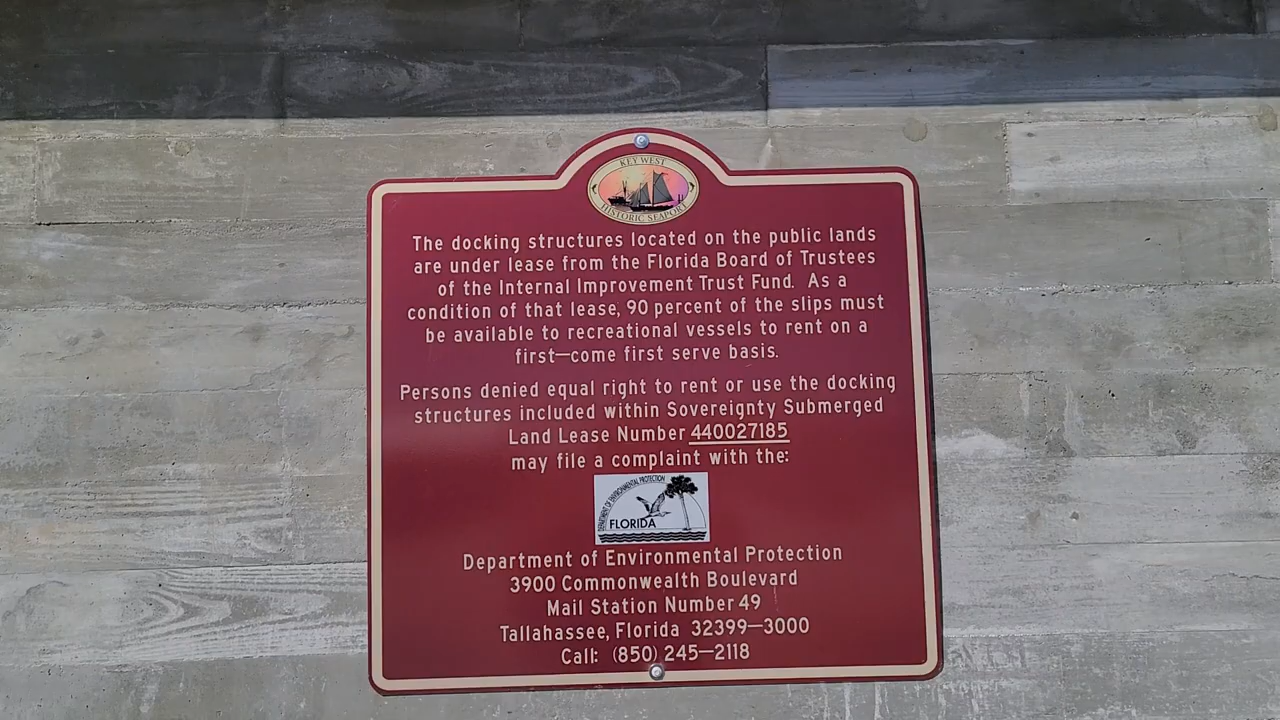 KEY WEST
HISTORIC SEAPORT
The docking structures located on the public lands
are under lease from the Florida Board of Trustees
of the Internal Improvement Trust Fund. As a
condition of that lease, 90 percent of the slips must
be available to recreational vessels to rent on a
first—come first serve basis.
Persons denied equal right to rent or use the docking
structures included within Sovereignty Submerged
Land Lease Number 440027185
may file a complaint with the:
DEPARTMENT OF ENVIRONMENTAL PROTECTION
FLORIDA
Department of Environmental Protection
3900 Commonwealth Boulevard
Mail Station Number 49
Tallahassee, Florida 32399—3000
Call: (850) 245—2118